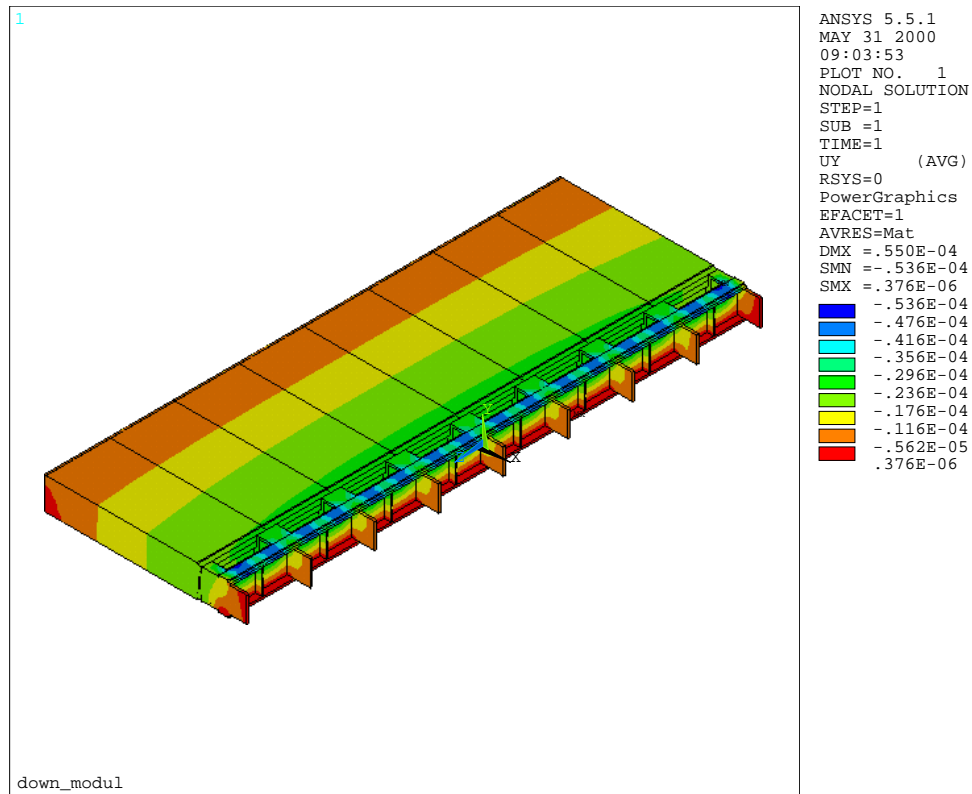 1
ANSYS 5.5.1
MAY 31 2000
09:03:53
PLOT NO.   1
NODAL SOLUTION
STEP=1
SUB =1
TIME=1
UY       (AVG)
RSYS=0
PowerGraphics
EFACET=1
AVRES=Mat
DMX =.550E-04
SMN =-.536E-04
SMX =.376E-06
-.536E-04
-.476E-04
-.416E-04
-.356E-04
-.296E-04
-.236E-04
-.176E-04
-.116E-04
-.562E-05
.376E-06
Z
X
down_modul